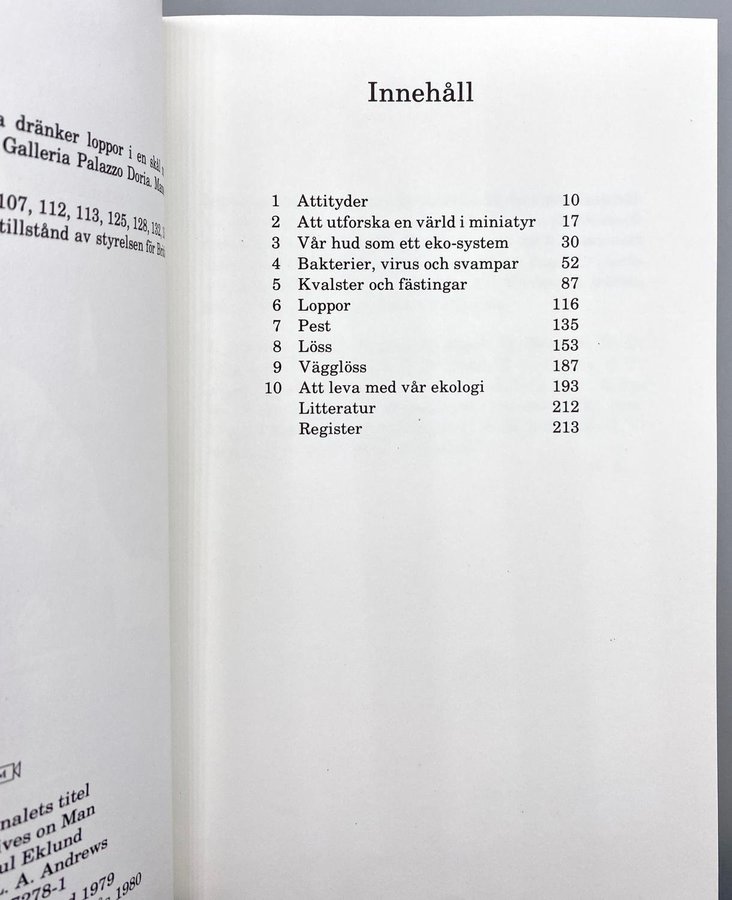 dränker loppor i en skål
Galleria Palazzo Doria.
107, 112, 113, 125, 128, 132,
tillstånd av styrelsen för
nalets titel
ives on Man
ul Eklund
. A. Andrews
7278-1
1979
1980
Innehåll
1 Attityder 10
2 Att utforska en värld i miniatyr 17
3 Vår hud som ett eko-system 30
4 Bakterier, virus och svampar 52
5 Kvalster och fästingar 87
6 Loppor 116
7 Pest 135
8 Löss 153
9 Vägglöss 187
10 Att leva med vår ekologi 193
Litteratur 212
Register 213